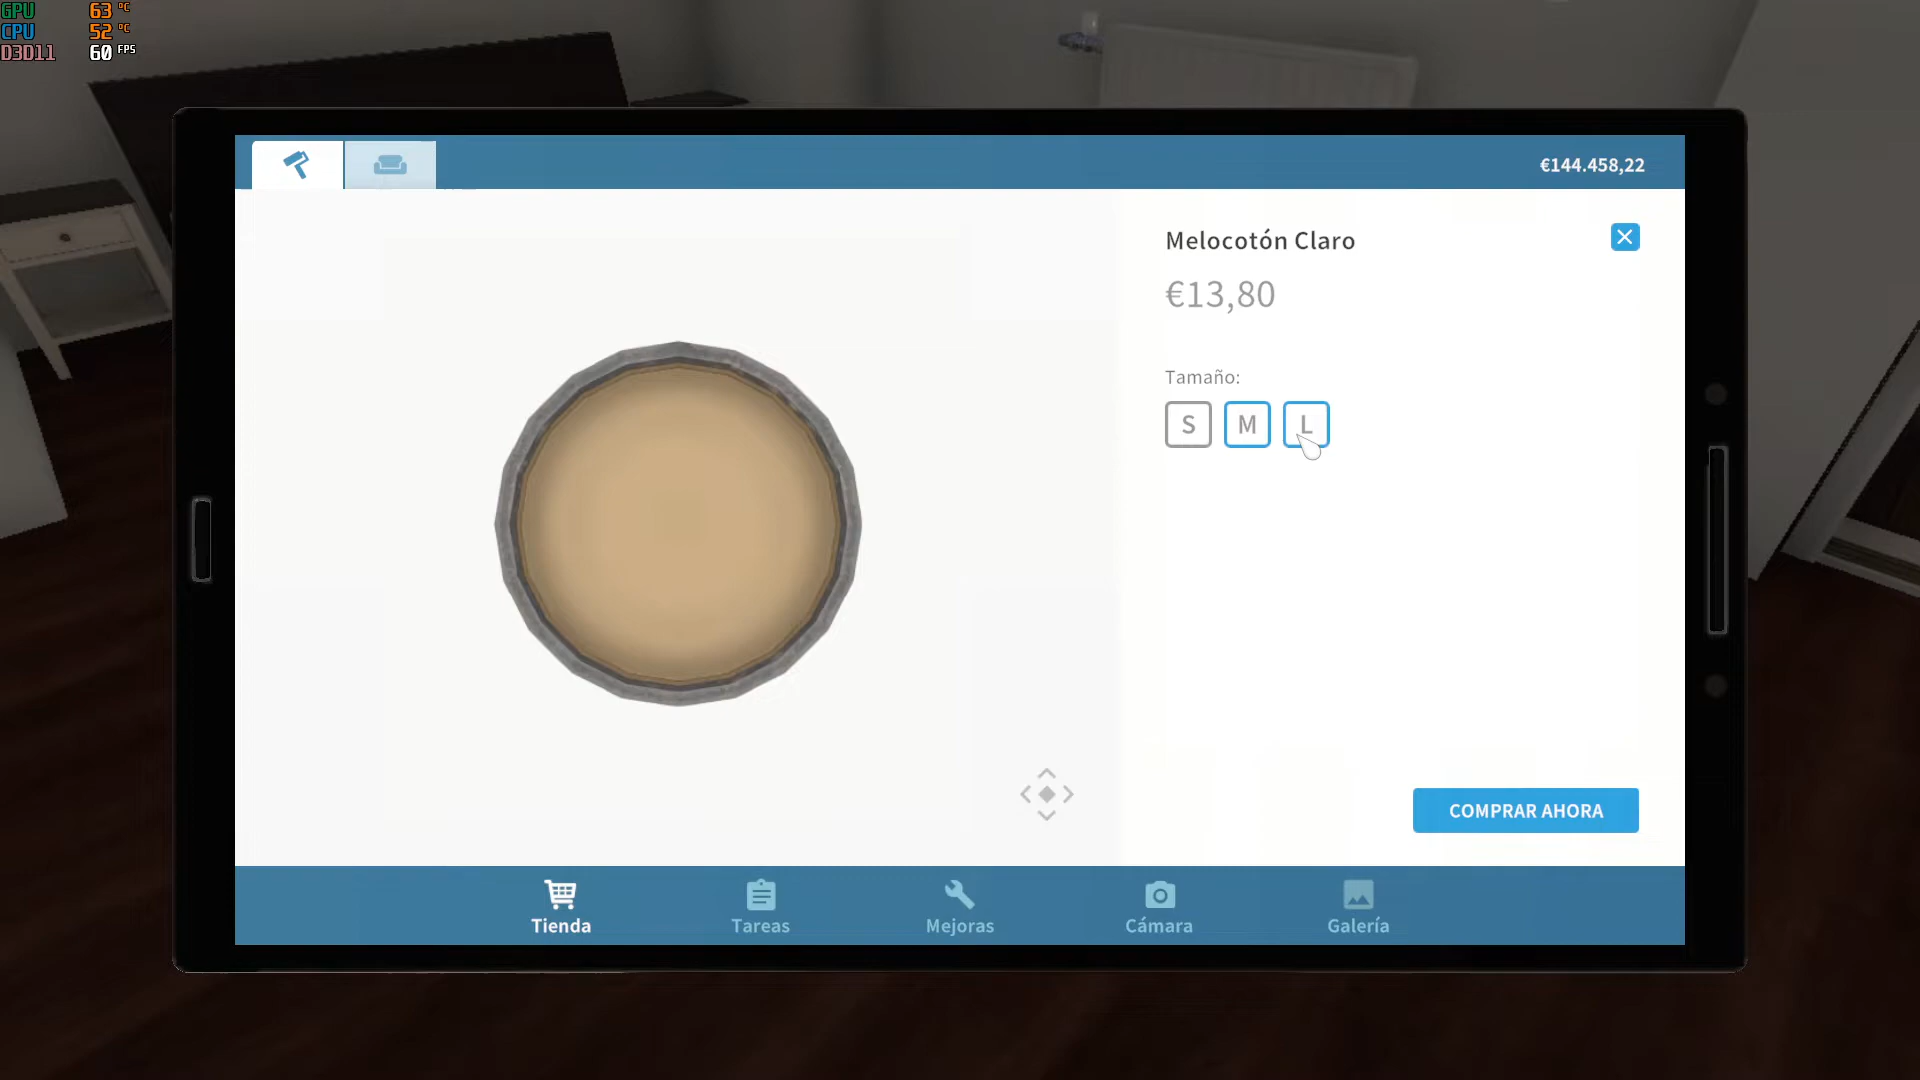 GPU 63 °C
CPU 52 °C
D3D11 60 FPS
€144.458,22
Melocotón Claro
€13,80
Tamaño:
S M L
COMPRAR AHORA
Tienda Tareas Mejoras Cámara Galería